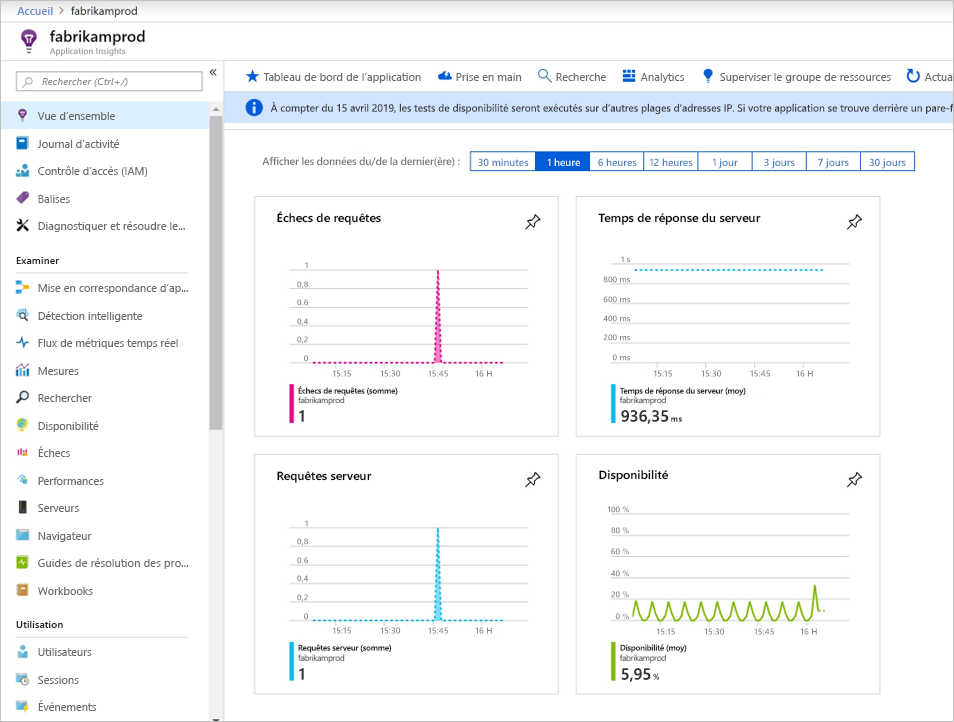 Accueil > fabrikamprod
fabrikamprod
Application Insights
Rechercher (Ctrl+/)
«
Vue d'ensemble
Journal d'activité
Contrôle d'accès (IAM)
Balises
Diagnostiquer et résoudre le...
Examiner
Mise en correspondance d'ap...
Détection intelligente
Flux de métriques temps réel
Mesures
Rechercher
Disponibilité
Échecs
Performances
Serveurs
Navigateur
Guides de résolution des pro...
Workbooks
Utilisation
Utilisateurs
Sessions
Événements
Tableau de bord de l'application Prise en main Recherche Analytics Superviser le groupe de ressources Actua
À compter du 15 avril 2019, les tests de disponibilité seront exécutés sur d'autres plages d'adresses IP. Si votre application se trouve derrière un pare-f
Afficher les données du/de la dernier(ère) : 30 minutes 1 heure 6 heures 12 heures 1 jour 3 jours 7 jours 30 jours
Échecs de requêtes
1
0,8
0.6
0,4
0,2
0
15:15 15:30 15:45 16 H
Échecs de requêtes (somme)
fabrikamprod
1
Temps de réponse du serveur
1 s
800 ms
600 ms
400 ms
200 ms
0 ms
15:15 15:30 15:45 16 H
Temps de réponse du serveur (moy)
fabrikamprod
936,35 ms
Requêtes serveur
1
0,8
0.6
0,4
0,2
0
15:15 15:30 15:45 16 H
Requêtes serveur (somme)
fabrikamprod
1
Disponibilité
100 %
80 %
60 %
40 %
20 %
0 %
15:15 15:30 15:45 16 H
Disponibilité (moy)
fabrikamprod
5,95 %